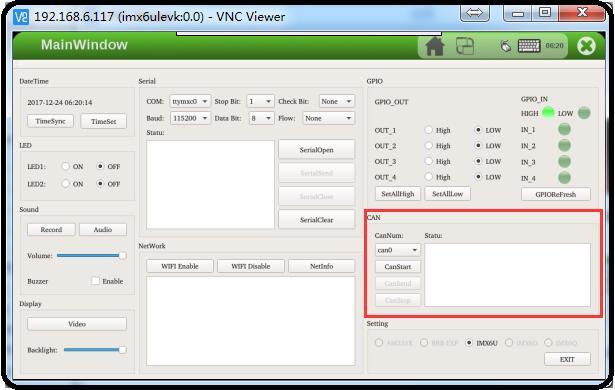 192.168.6.117 (imx6ulevk:0.0) - VNC Viewer
MainWindow
06:20
DateTime
2017-12-24 06:20:14
TimeSync TimeSet
LED
LED1: ON OFF
LED2: ON OFF
Sound
Record Audio
Volume:
Buzzer Enable
Display
Video
Backlight:
Serial
COM: ttymxc0 Stop Bit: 1 Check Bit: None
Baud: 115200 Data Bit: 8 Flow: None
Statu:
SerialOpen
SerialSend
SerialClose
SerialClear
NetWork
WIFI Enable WIFI Disable NetInfo
GPIO
GPIO_OUT
OUT_1 High LOW
OUT_2 High LOW
OUT_3 High LOW
OUT_4 High LOW
SetAllHigh SetAllLow
GPIO_IN
HIGH LOW
IN_1
IN_2
IN_3
IN_4
GPIOReFresh
CAN
CanNum: Statu:
can0
CanStart
CanSend
CanStop
Setting
AM335X BBB-EXP IMX6U IMX6D IMX6Q
EXIT